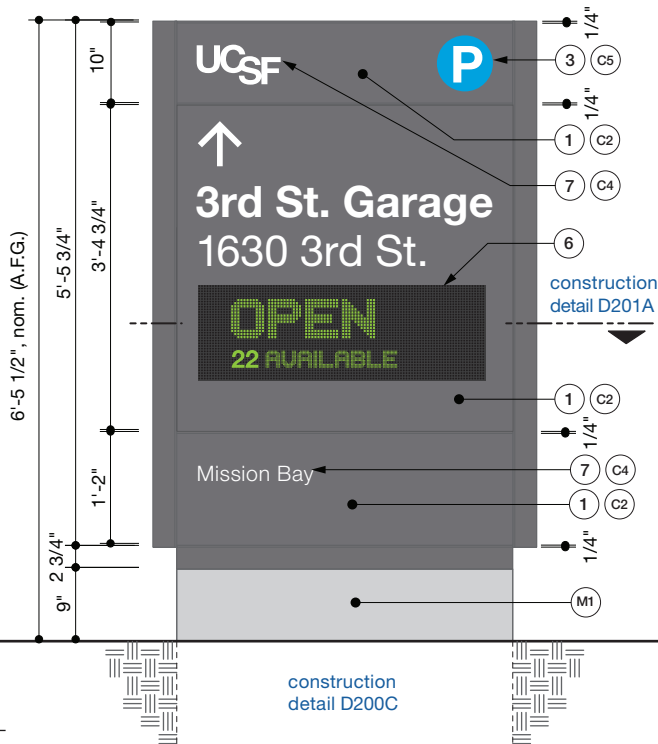 UCSF
P
3rd St. Garage
1630 3rd St.
OPEN
22 AVAILABLE
Mission Bay
6'-5 1/2", nom. (A.F.G.)
5'-5 3/4"
10"
3'-4 3/4"
1'-2"
2 3/4"
9"
1/4"
3 C5
1/4"
1 C2
7 C4
6
construction
detail D201A
1 C2
1/4"
7 C4
1 C2
1/4"
M1
construction
detail D200C